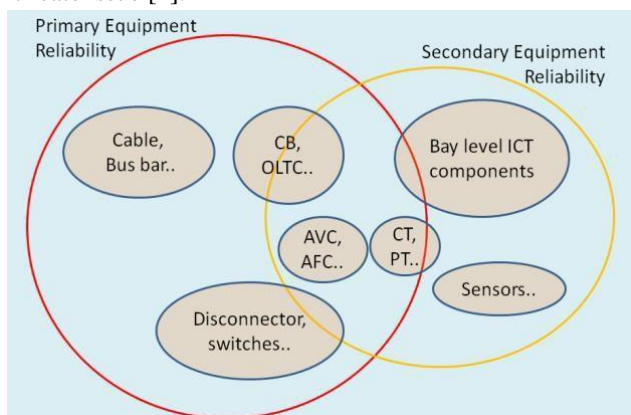 Primary Equipment
Reliability
Secondary Equipment
Reliability
Cable,
Bus bar..
CB,
OLTC..
Bay level ICT
components
AVC,
AFC..
CT,
PT..
Sensors..
Disconnector,
switches..